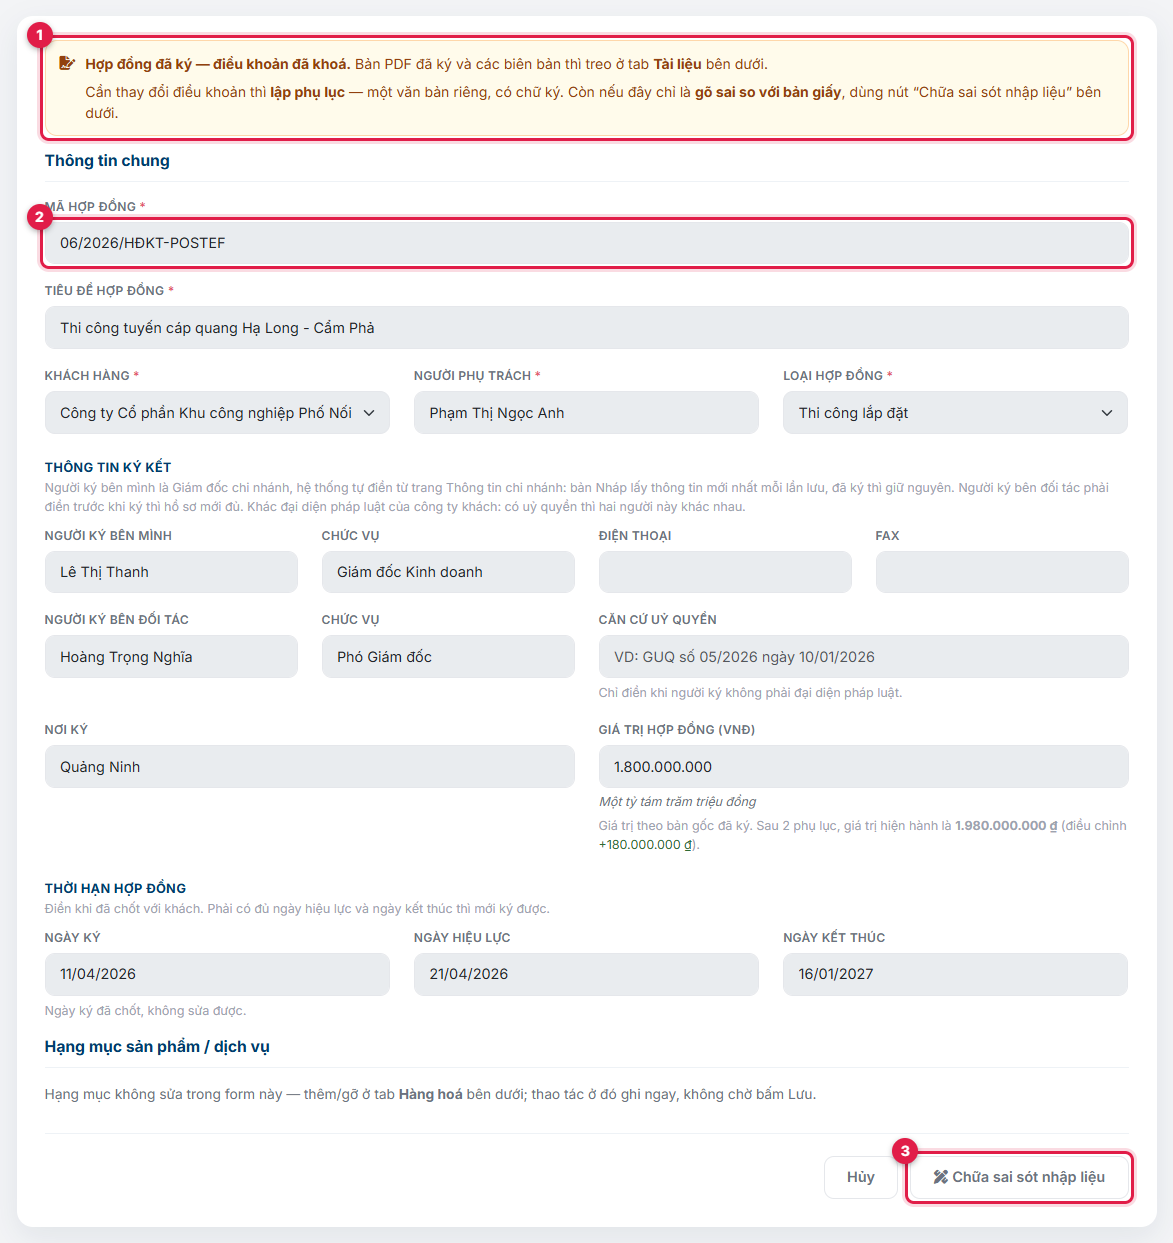 1
Hợp đồng đã ký — điều khoản đã khoá. Bản PDF đã ký và các biên bản thì treo ở tab Tài liệu bên dưới.
Cần thay đổi điều khoản thì lập phụ lục — một văn bản riêng, có chữ ký. Còn nếu đây chỉ là gõ sai so với bản giấy, dùng nút “Chữa sai sót nhập liệu” bên
dưới.
Thông tin chung
MÃ HỢP ĐỒNG *
2
06/2026/HĐKT-POSTEF
TIÊU ĐỀ HỢP ĐỒNG *
Thi công tuyến cáp quang Hạ Long - Cẩm Phả
KHÁCH HÀNG * NGƯỜI PHỤ TRÁCH * LOẠI HỢP ĐỒNG *
Công ty Cổ phần Khu công nghiệp Phố Nối Phạm Thị Ngọc Anh Thi công lắp đặt
THÔNG TIN KÝ KẾT
Người ký bên mình là Giám đốc chi nhánh, hệ thống tự điền từ trang Thông tin chi nhánh: bản Nháp lấy thông tin mới nhất mỗi lần lưu, đã ký thì giữ nguyên. Người ký bên đối tác phải
điền trước khi ký thì hồ sơ mới đủ. Khác đại diện pháp luật của công ty khách: có uỷ quyền thì hai người này khác nhau.
NGƯỜI KÝ BÊN MÌNH CHỨC VỤ ĐIỆN THOẠI FAX
Lê Thị Thanh Giám đốc Kinh doanh
NGƯỜI KÝ BÊN ĐỐI TÁC CHỨC VỤ CĂN CỨ UỶ QUYỀN
Hoàng Trọng Nghĩa Phó Giám đốc VD: GUQ số 05/2026 ngày 10/01/2026
Chỉ điền khi người ký không phải đại diện pháp luật.
NƠI KÝ GIÁ TRỊ HỢP ĐỒNG (VNĐ)
Quảng Ninh 1.800.000.000
Một tỷ tám trăm triệu đồng
Giá trị theo bản gốc đã ký. Sau 2 phụ lục, giá trị hiện hành là 1.980.000.000 ₫ (điều chỉnh
+180.000.000 ₫).
THỜI HẠN HỢP ĐỒNG
Điền khi đã chốt với khách. Phải có đủ ngày hiệu lực và ngày kết thúc thì mới ký được.
NGÀY KÝ NGÀY HIỆU LỰC NGÀY KẾT THÚC
11/04/2026 21/04/2026 16/01/2027
Ngày ký đã chốt, không sửa được.
Hạng mục sản phẩm / dịch vụ
Hạng mục không sửa trong form này — thêm/gỡ ở tab Hàng hoá bên dưới; thao tác ở đó ghi ngay, không chờ bấm Lưu.
3
Hủy Chữa sai sót nhập liệu